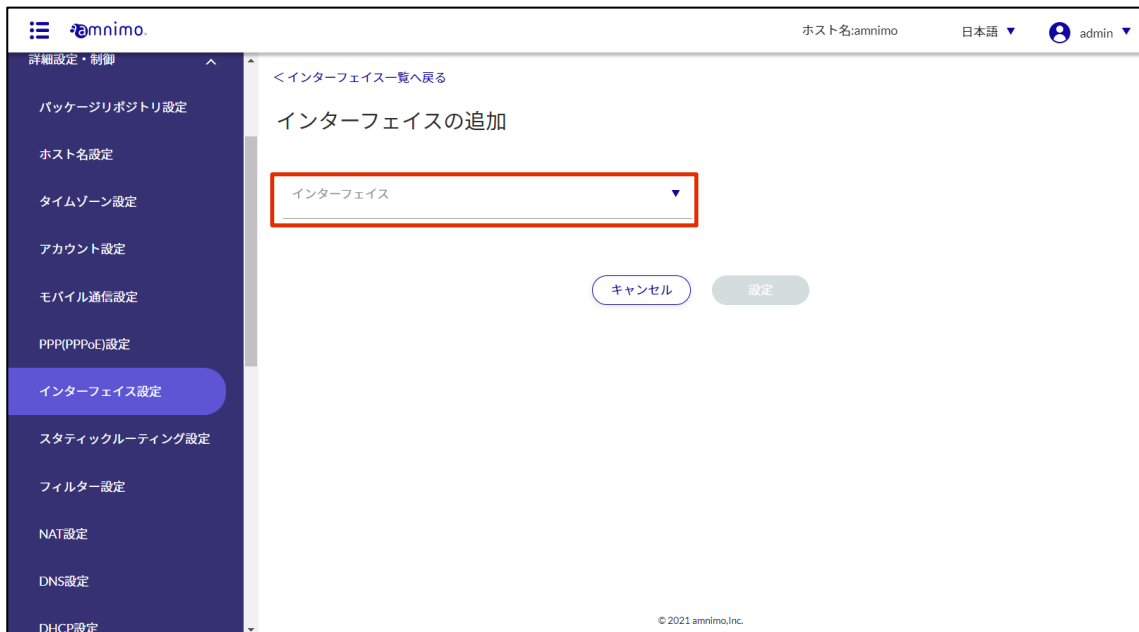 amnimo
ホスト名:amnimo
日本語
admin
詳細設定・制御
パッケージリポジトリ設定
ホスト名設定
タイムゾーン設定
アカウント設定
モバイル通信設定
PPP(PPPoE)設定
インターフェイス設定
スタティックルーティング設定
フィルター設定
NAT設定
DNS設定
DHCP設定
<インターフェイス一覧へ戻る
インターフェイスの追加
インターフェイス
キャンセル
設定
© 2021 amnimo,Inc.